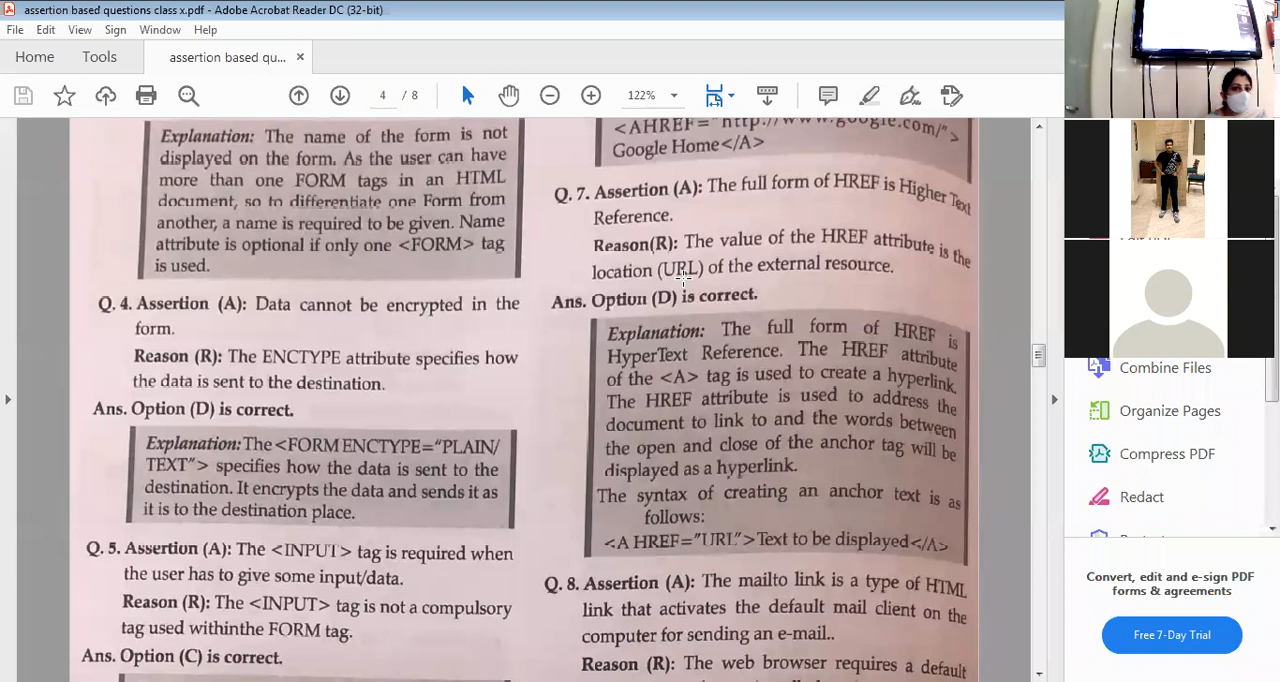 assertion based questions class x.pdf - Adobe Acrobat Reader DC (32-bit)
File Edit View Sign Window Help
Home Tools assertion based qu... ×
4 / 8 122%
Explanation: The name of the form is not
displayed on the form. As the user can have
more than one FORM tags in an HTML
document, so to differentiate one Form from
another, a name is required to be given. Name
attribute is optional if only one <FORM> tag
is used.
Q. 4. Assertion (A): Data cannot be encrypted in the
form.
Reason (R): The ENCTYPE attribute specifies how
the data is sent to the destination.
Ans. Option (D) is correct.
Explanation: The <FORM ENCTYPE="PLAIN/
TEXT"> specifies how the data is sent to the
destination. It encrypts the data and sends it as
it is to the destination place.
Q. 5. Assertion (A): The <INPUT> tag is required when
the user has to give some input/data.
Reason (R): The <INPUT> tag is not a compulsory
tag used withinthe FORM tag.
Ans. Option (C) is correct.
<AHREF="http://www.google.com/">
Google Home</A>
Q. 7. Assertion (A): The full form of HREF is Higher Text
Reference.
Reason(R): The value of the HREF attribute is the
location (URL) of the external resource.
Ans. Option (D) is correct.
Explanation: The full form of HREF is
HyperText Reference. The HREF attribute
of the <A> tag is used to create a hyperlink.
The HREF attribute is used to address the
document to link to and the words between
the open and close of the anchor tag will be
displayed as a hyperlink.
The syntax of creating an anchor text is as
follows:
<A HREF="URL">Text to be displayed</A>
Q. 8. Assertion (A): The mailto link is a type of HTML
link that activates the default mail client on the
computer for sending an e-mail..
Reason (R): The web browser requires a default
Combine Files
Organize Pages
Compress PDF
Redact
Convert, edit and e-sign PDF
forms & agreements
Free 7-Day Trial